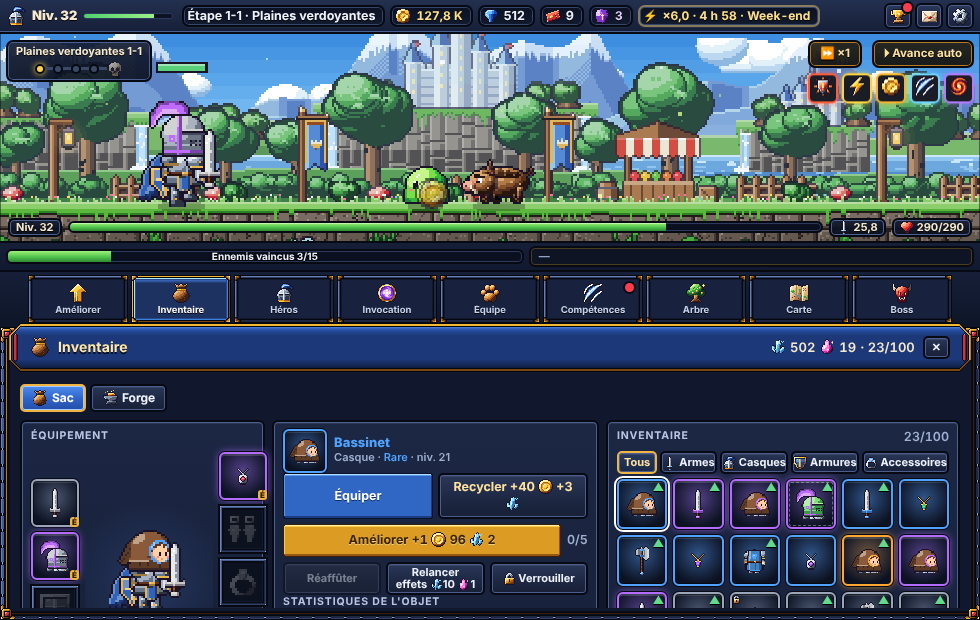 Niv. 32
Étape 1-1 · Plaines verdoyantes
127,8 K
512
9
3
×6,0 · 4 h 58 · Week-end
Plaines verdoyantes 1-1
×1
Avance auto
Niv. 32
25,8
290/290
Ennemis vaincus 3/15
—
Améliorer
Inventaire
Héros
Invocation
Equipe
Compétences
Arbre
Carte
Boss
Inventaire
502 19 · 23/100
×
Sac
Forge
ÉQUIPEMENT
E
E
E
Bassinet
Casque · Rare · niv. 21
Équiper
Recycler +40 +3
Améliorer +1 96 2
0/5
Réaffûter
Relancer
effets 10 1
Verrouiller
STATISTIQUES DE L'OBJET
INVENTAIRE
23/100
Tous
Armes
Casques
Armures
Accessoires